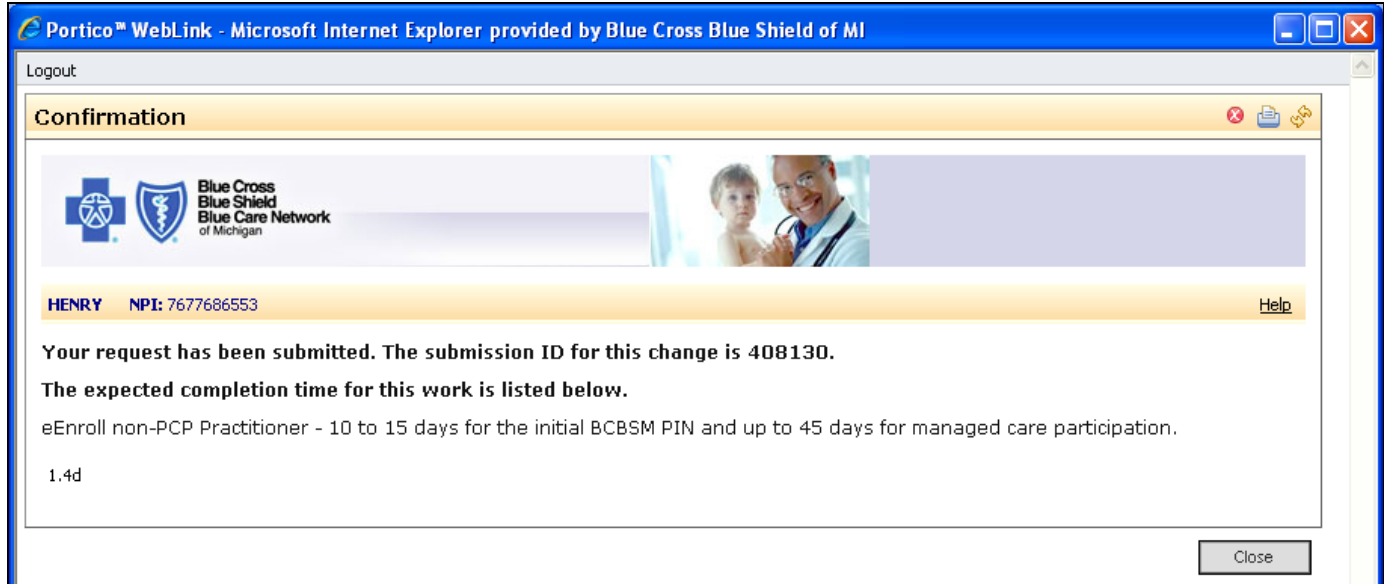 Portico™ WebLink - Microsoft Internet Explorer provided by Blue Cross Blue Shield of MI
Logout
Confirmation
Blue Cross
Blue Shield
Blue Care Network
of Michigan
HENRY NPI: 7677686553 Help
Your request has been submitted. The submission ID for this change is 408130.
The expected completion time for this work is listed below.
eEnroll non-PCP Practitioner - 10 to 15 days for the initial BCBSM PIN and up to 45 days for managed care participation.
1.4d
Close